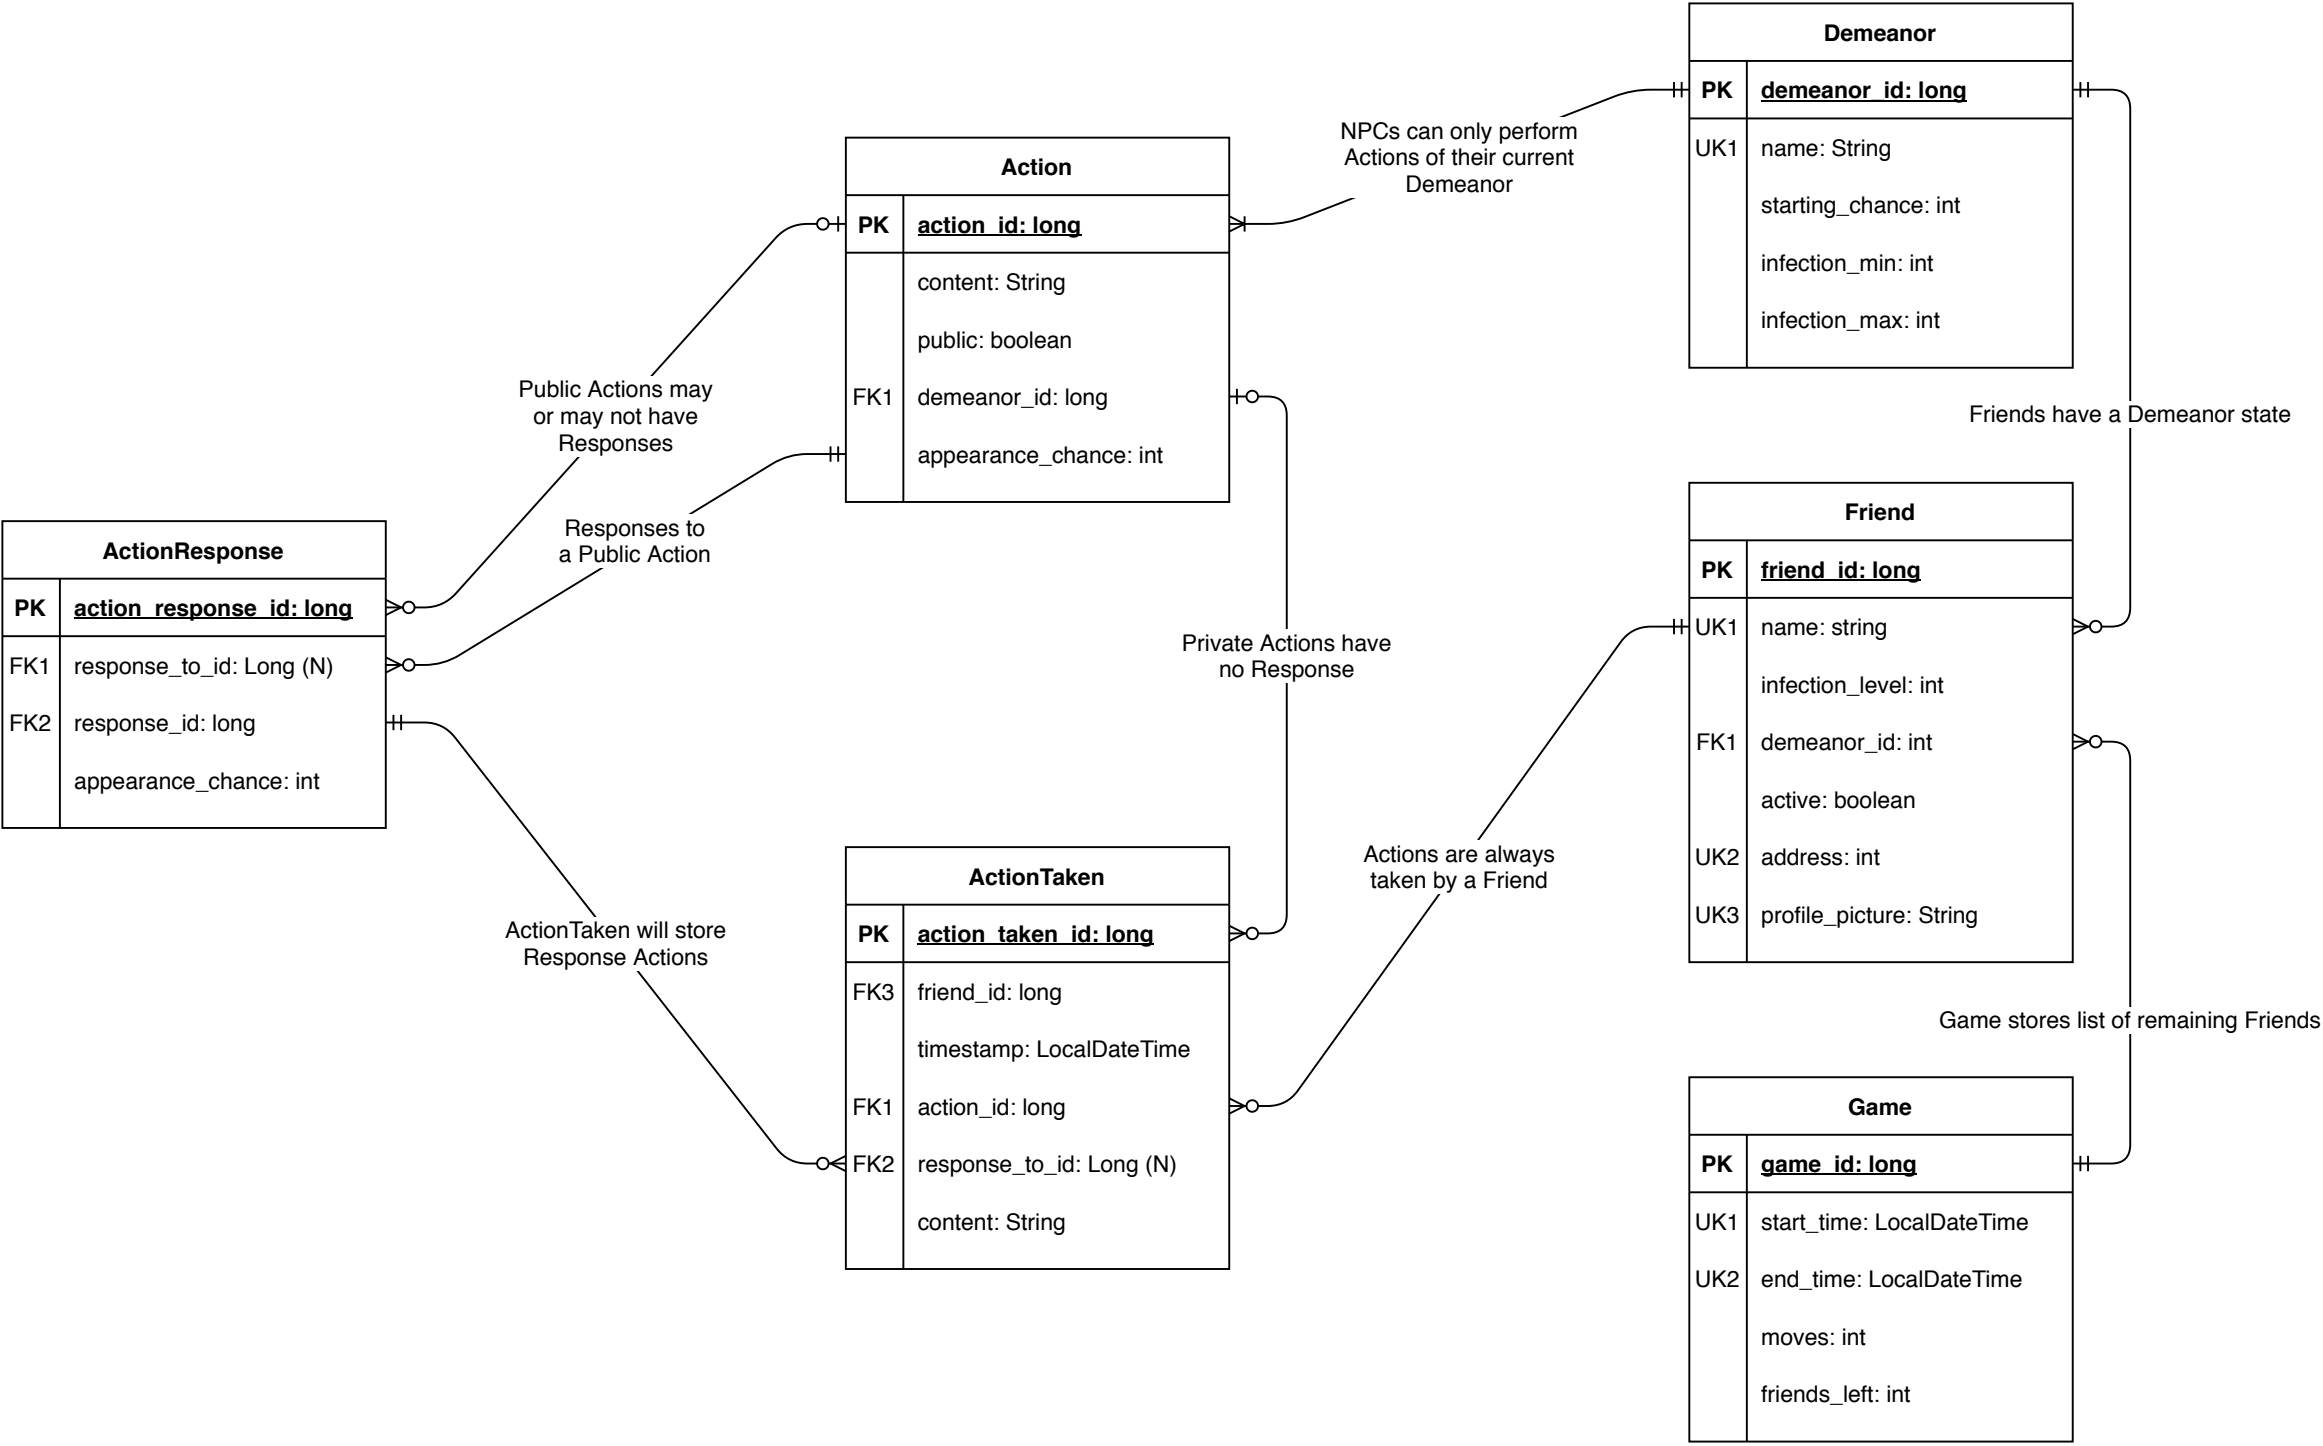 Demeanor
PK demeanor_id: long
UK1 name: String
starting_chance: int
infection_min: int
infection_max: int
NPCs can only perform
Actions of their current
Demeanor
Action
PK action_id: long
content: String
public: boolean
FK1 demeanor_id: long
appearance_chance: int
Public Actions may
or may not have
Responses
Responses to
a Public Action
Friends have a Demeanor state
ActionResponse
PK action_response_id: long
FK1 response_to_id: Long (N)
FK2 response_id: long
appearance_chance: int
Private Actions have
no Response
Friend
PK friend_id: long
UK1 name: string
infection_level: int
FK1 demeanor_id: int
active: boolean
UK2 address: int
UK3 profile_picture: String
Actions are always
taken by a Friend
ActionTaken will store
Response Actions
ActionTaken
PK action_taken_id: long
FK3 friend_id: long
timestamp: LocalDateTime
FK1 action_id: long
FK2 response_to_id: Long (N)
content: String
Game stores list of remaining Friends
Game
PK game_id: long
UK1 start_time: LocalDateTime
UK2 end_time: LocalDateTime
moves: int
friends_left: int